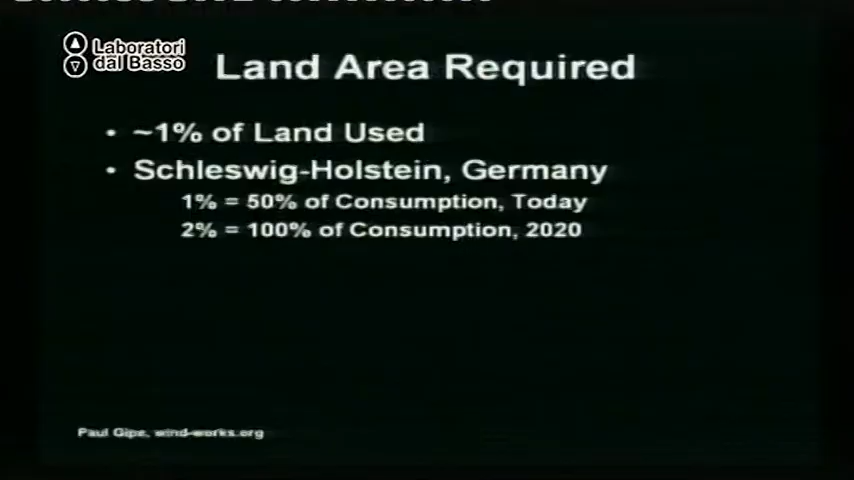 Laboratori
dal Basso
Land Area Required
• ~1% of Land Used
• Schleswig-Holstein, Germany
1% = 50% of Consumption, Today
2% = 100% of Consumption, 2020
Paul Gipe, wind-works.org